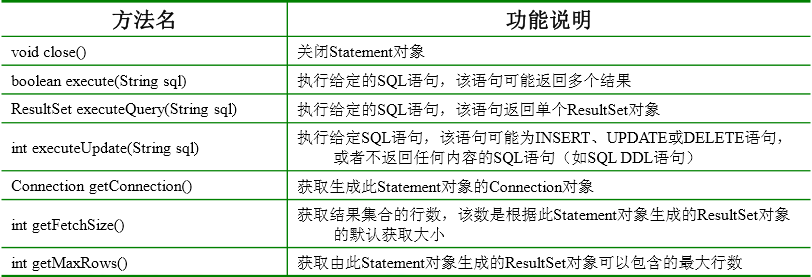 方法名 功能说明
void close() 关闭Statement对象
boolean execute(String sql) 执行给定的SQL语句，该语句可能返回多个结果
ResultSet executeQuery(String sql) 执行给定的SQL语句，该语句返回单个ResultSet对象
int executeUpdate(String sql) 执行给定SQL语句，该语句可能为INSERT、UPDATE或DELETE语句，
或者不返回任何内容的SQL语句（如SQL DDL语句）
Connection getConnection() 获取生成此Statement对象的Connection对象
int getFetchSize() 获取结果集合的行数，该数是根据此Statement对象生成的ResultSet对象
的默认获取大小
int getMaxRows() 获取由此Statement对象生成的ResultSet对象可以包含的最大行数